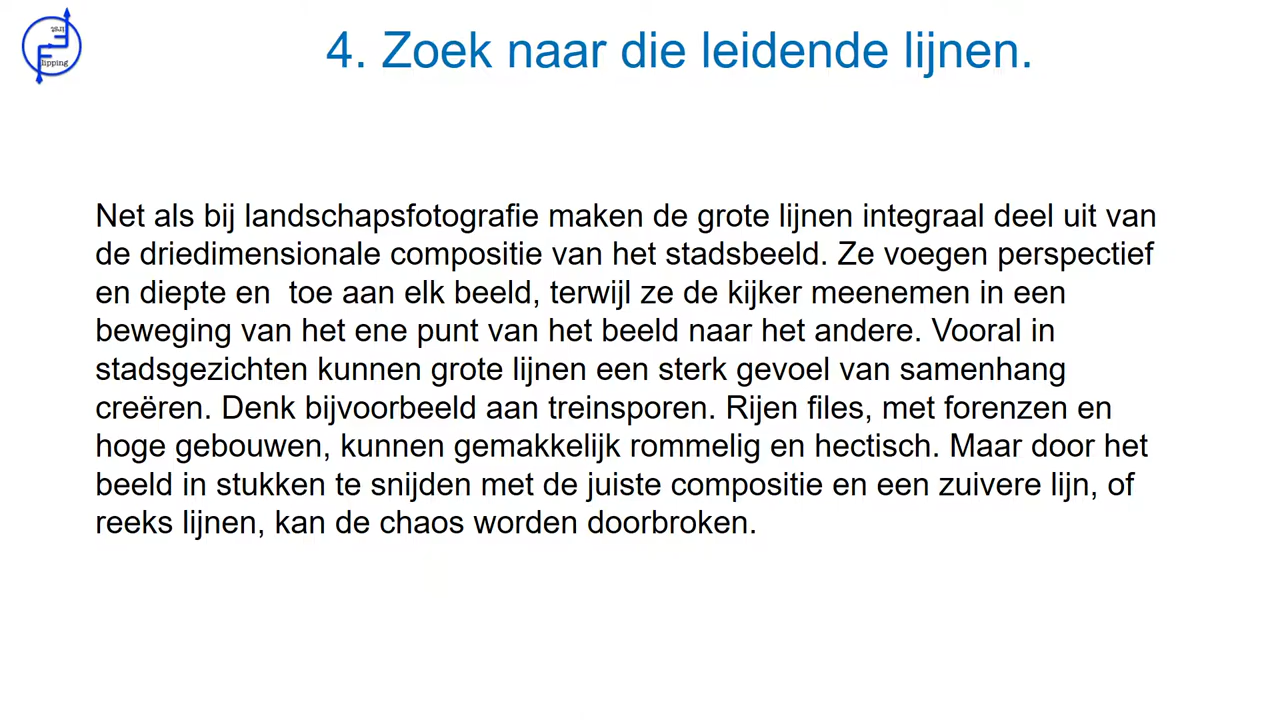 4. Zoek naar die leidende lijnen.
Net als bij landschapsfotografie maken de grote lijnen integraal deel uit van
de driedimensionale compositie van het stadsbeeld. Ze voegen perspectief
en diepte en  toe aan elk beeld, terwijl ze de kijker meenemen in een
beweging van het ene punt van het beeld naar het andere. Vooral in
stadsgezichten kunnen grote lijnen een sterk gevoel van samenhang
creëren. Denk bijvoorbeeld aan treinsporen. Rijen files, met forenzen en
hoge gebouwen, kunnen gemakkelijk rommelig en hectisch. Maar door het
beeld in stukken te snijden met de juiste compositie en een zuivere lijn, of
reeks lijnen, kan de chaos worden doorbroken.